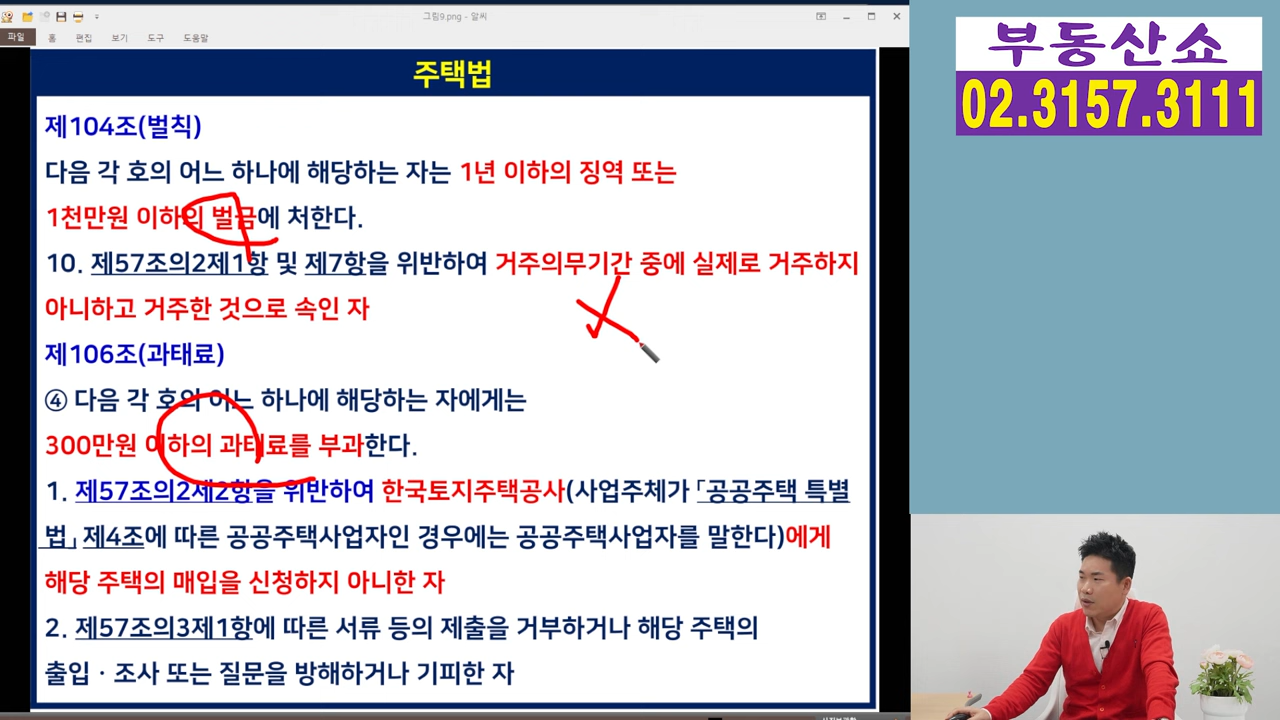 그림9.png - 알씨
파일 홈 편집 보기 도구 도움말
부동산쇼
02.3157.3111
주택법
제104조(벌칙)
다음 각 호의 어느 하나에 해당하는 자는 1년 이하의 징역 또는
1천만원 이하의 벌금에 처한다.
10. 제57조의2제1항 및 제7항을 위반하여 거주의무기간 중에 실제로 거주하지
아니하고 거주한 것으로 속인 자
제106조(과태료)
④ 다음 각 호의 어느 하나에 해당하는 자에게는
300만원 이하의 과태료를 부과한다.
1. 제57조의2제2항을 위반하여 한국토지주택공사(사업주체가 「공공주택 특별
법」 제4조에 따른 공공주택사업자인 경우에는 공공주택사업자를 말한다)에게
해당 주택의 매입을 신청하지 아니한 자
2. 제57조의3제1항에 따른 서류 등의 제출을 거부하거나 해당 주택의
출입 · 조사 또는 질문을 방해하거나 기피한 자